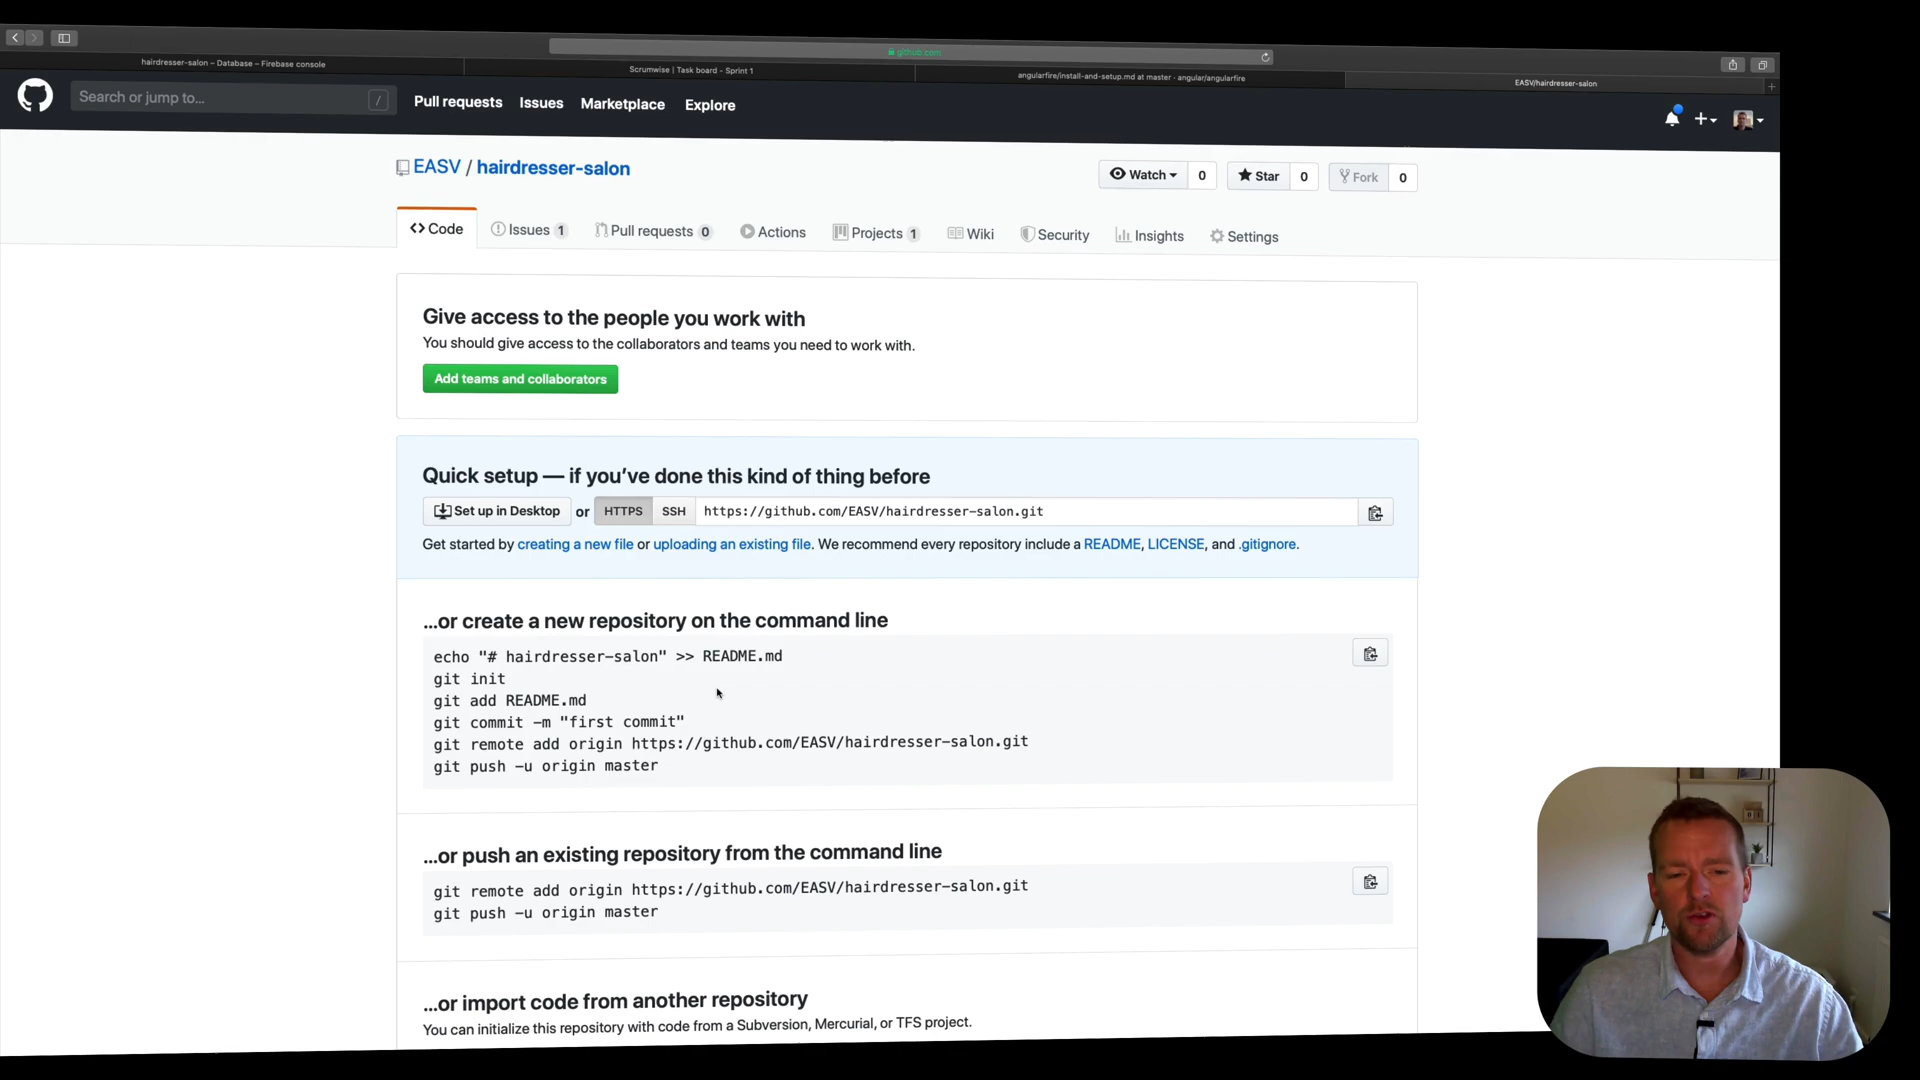 github.com
hairdresser-salon – Database – Firebase console
Scrumwise | Task board - Sprint 1
angularfire/install-and-setup.md at master · angular/angularfire
EASV/hairdresser-salon
Search or jump to...
/
Pull requests
Issues
Marketplace
Explore
EASV / hairdresser-salon
Watch 0
Star 0
Fork 0
Code
Issues 1
Pull requests 0
Actions
Projects 1
Wiki
Security
Insights
Settings
Give access to the people you work with
You should give access to the collaborators and teams you need to work with.
Add teams and collaborators
Quick setup — if you’ve done this kind of thing before
Set up in Desktop or HTTPS SSH https://github.com/EASV/hairdresser-salon.git
Get started by creating a new file or uploading an existing file. We recommend every repository include a README, LICENSE, and .gitignore.
…or create a new repository on the command line
echo "# hairdresser-salon" >> README.md
git init
git add README.md
git commit -m "first commit"
git remote add origin https://github.com/EASV/hairdresser-salon.git
git push -u origin master
…or push an existing repository from the command line
git remote add origin https://github.com/EASV/hairdresser-salon.git
git push -u origin master
…or import code from another repository
You can initialize this repository with code from a Subversion, Mercurial, or TFS project.